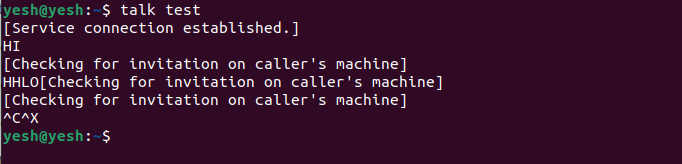 yesh@yesh:~$ talk test
[Service connection established.]
HI
[Checking for invitation on caller's machine]
HHLO[Checking for invitation on caller's machine]
[Checking for invitation on caller's machine]
^C^X
yesh@yesh:~$